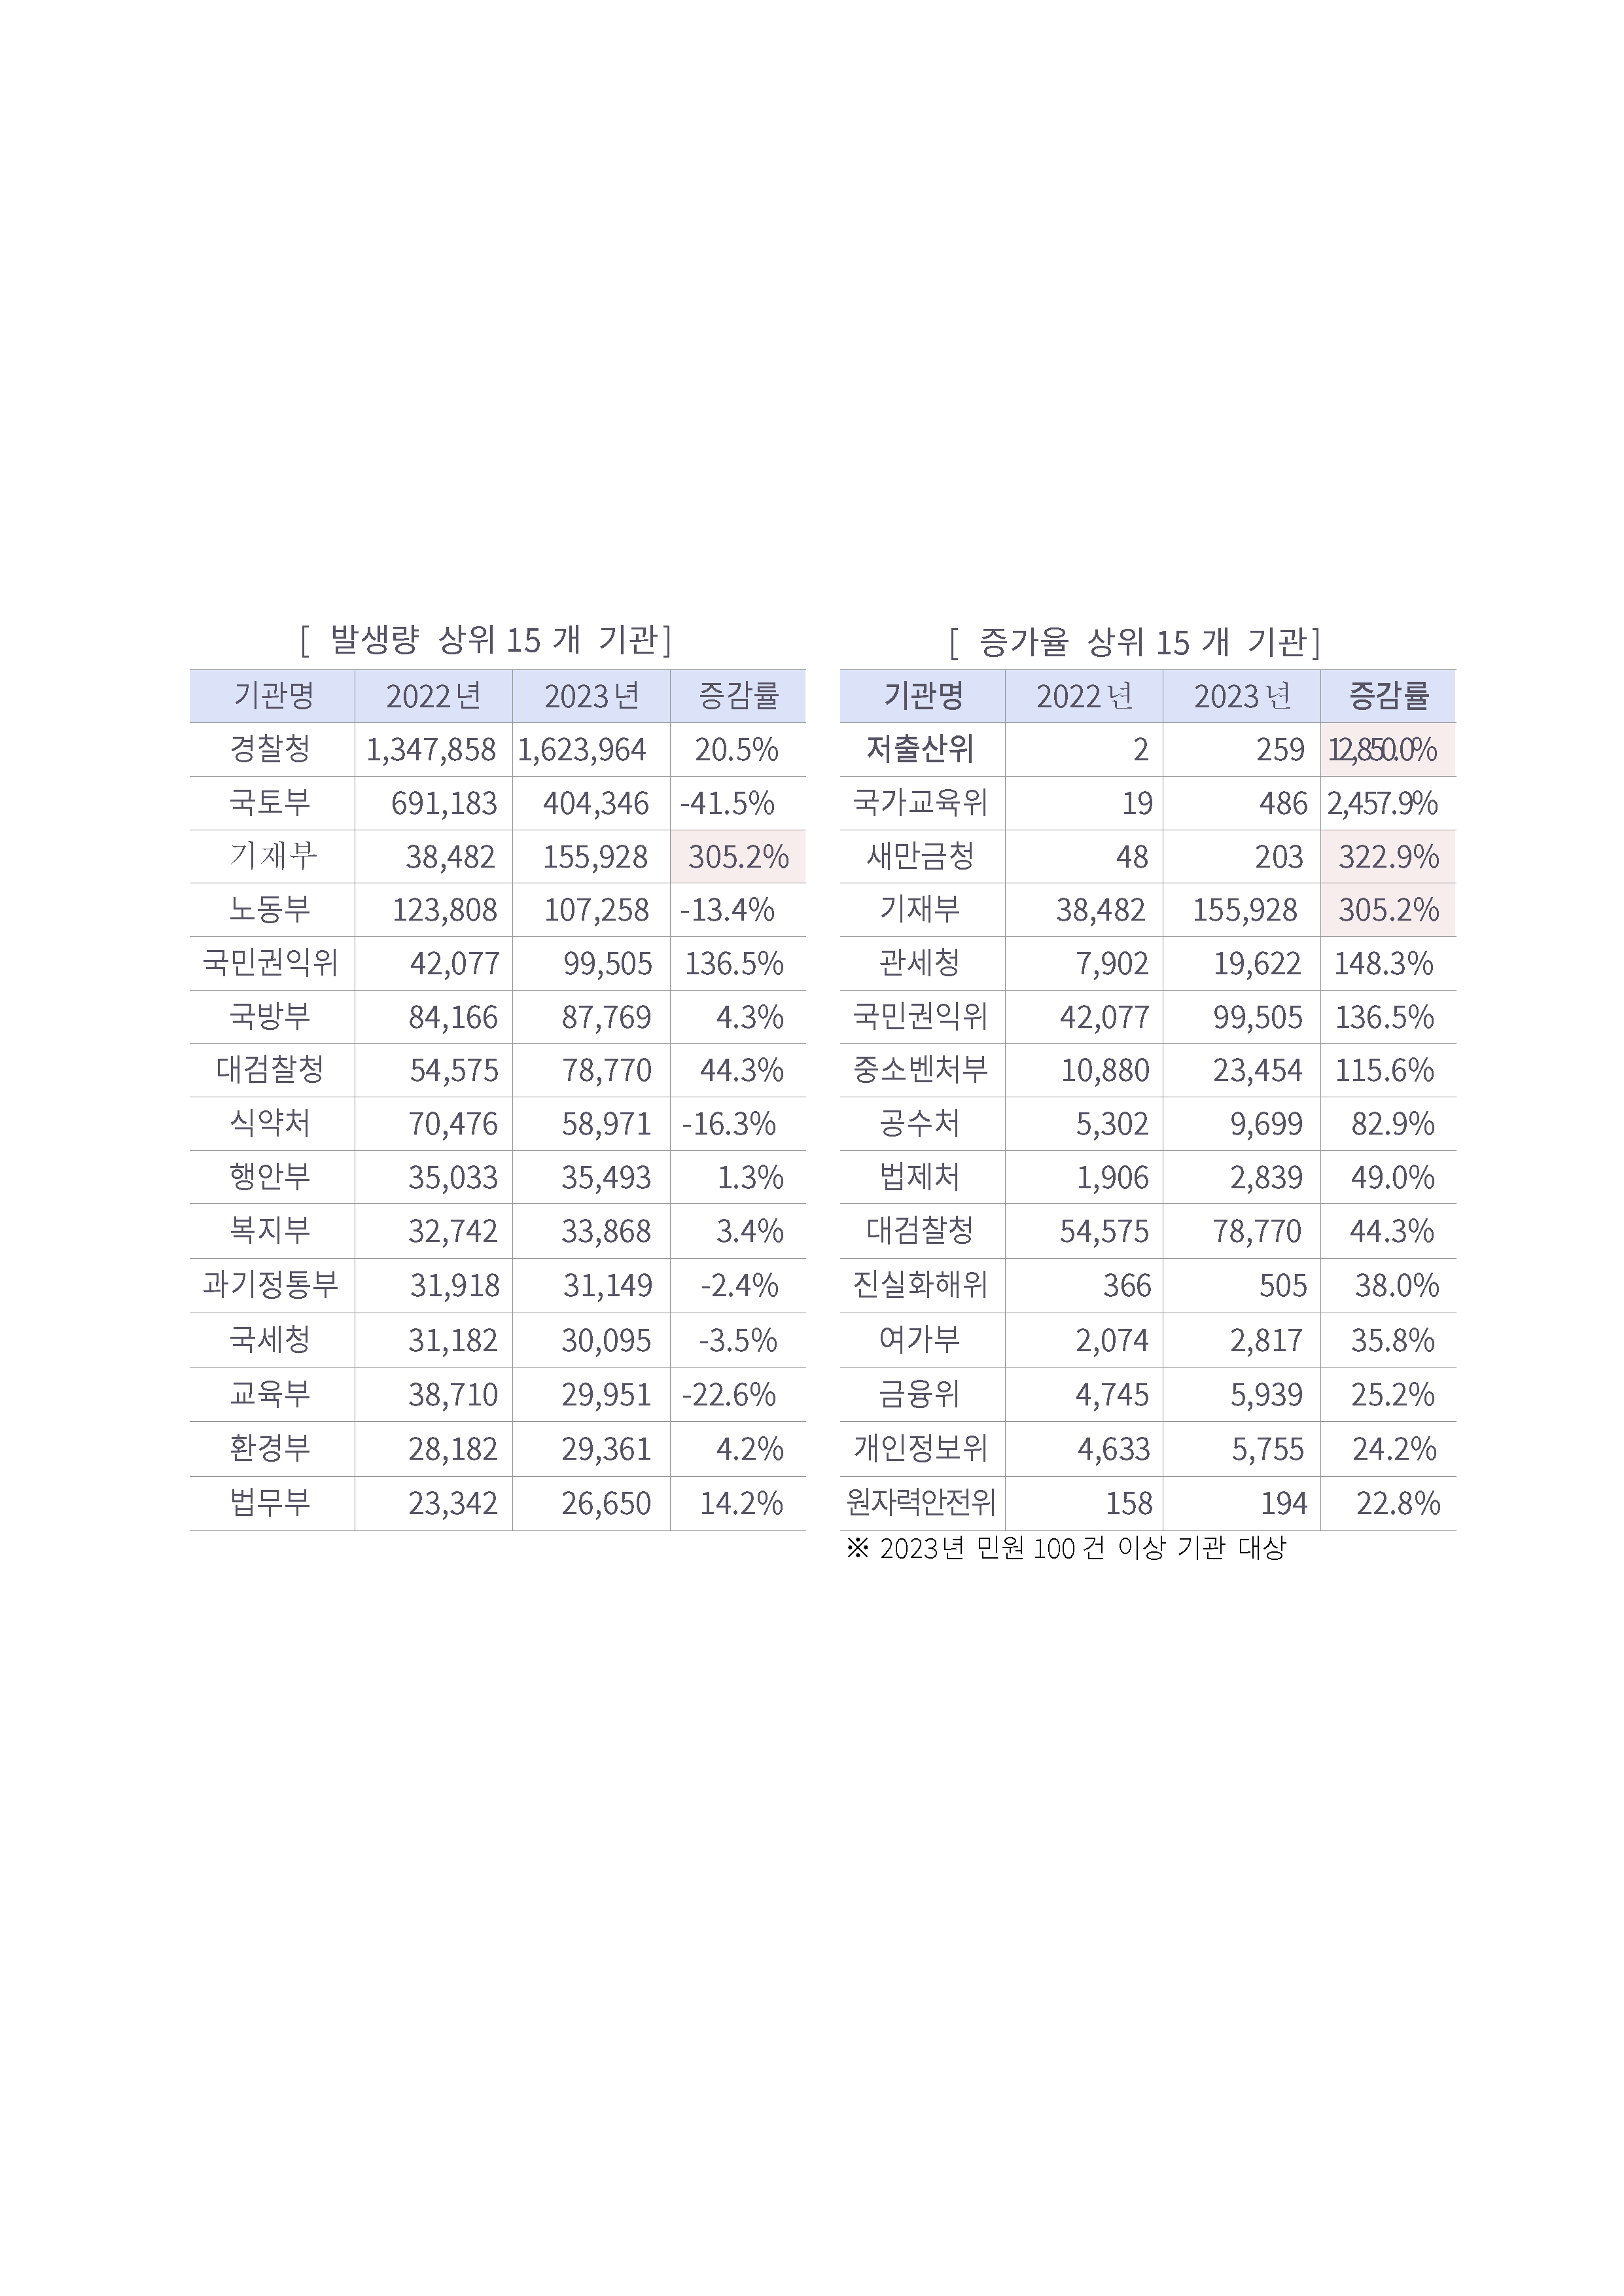 [ 발생량 상위 15 개 기관]
기관명 2022년 2023년 증감률
경찰청 1,347,858 1,623,964 20.5%
국토부 691,183 404,346 -41.5%
기재부 38,482 155,928 305.2%
노동부 123,808 107,258 -13.4%
국민권익위 42,077 99,505 136.5%
국방부 84,166 87,769 4.3%
대검찰청 54,575 78,770 44.3%
식약처 70,476 58,971 -16.3%
행안부 35,033 35,493 1.3%
복지부 32,742 33,868 3.4%
과기정통부 31,918 31,149 -2.4%
국세청 31,182 30,095 -3.5%
교육부 38,710 29,951 -22.6%
환경부 28,182 29,361 4.2%
법무부 23,342 26,650 14.2%
[ 증가율 상위 15 개 기관]
기관명 2022년 2023년 증감률
저출산위 2 259 12,850.0%
국가교육위 19 486 2,457.9%
새만금청 48 203 322.9%
기재부 38,482 155,928 305.2%
관세청 7,902 19,622 148.3%
국민권익위 42,077 99,505 136.5%
중소벤처부 10,880 23,454 115.6%
공수처 5,302 9,699 82.9%
법제처 1,906 2,839 49.0%
대검찰청 54,575 78,770 44.3%
진실화해위 366 505 38.0%
여가부 2,074 2,817 35.8%
금융위 4,745 5,939 25.2%
개인정보위 4,633 5,755 24.2%
원자력안전위 158 194 22.8%
※ 2023년 민원 100 건 이상 기관 대상